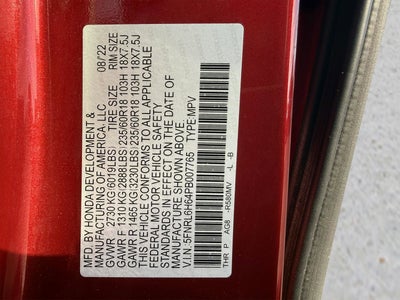 MFD. BY HONDA DEVELOPMENT &
MANUFACTURING OF AMERICA, LLC 08/22
GVWR 2730KG(6019LBS) TIRE SIZE RIM SIZE
GAWR F 1310KG(2888LBS) 235/60R18 103H 18X7.5J
GAWR R 1465KG(3230LBS) 235/60R18 103H 18X7.5J
THIS VEHICLE CONFORMS TO ALL APPLICABLE
FEDERAL MOTOR VEHICLE SAFETY
STANDARDS IN EFFECT ON THE DATE OF
MANUFACTURE SHOWN ABOVE.
V.I.N.:5FNRL6H64PB007765 TYPE:MPV
THR P AG8 -R580MV -L -B